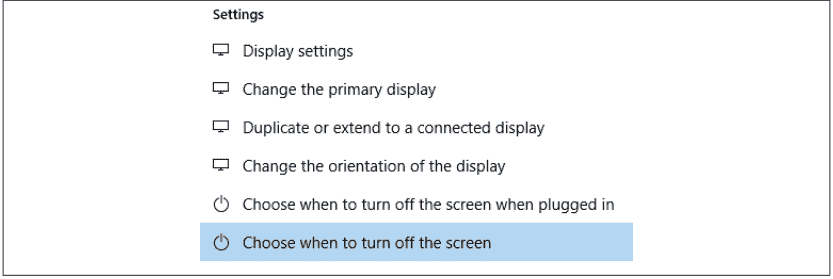 Settings
Display settings
Change the primary display
Duplicate or extend to a connected display
Change the orientation of the display
Choose when to turn off the screen when plugged in
Choose when to turn off the screen